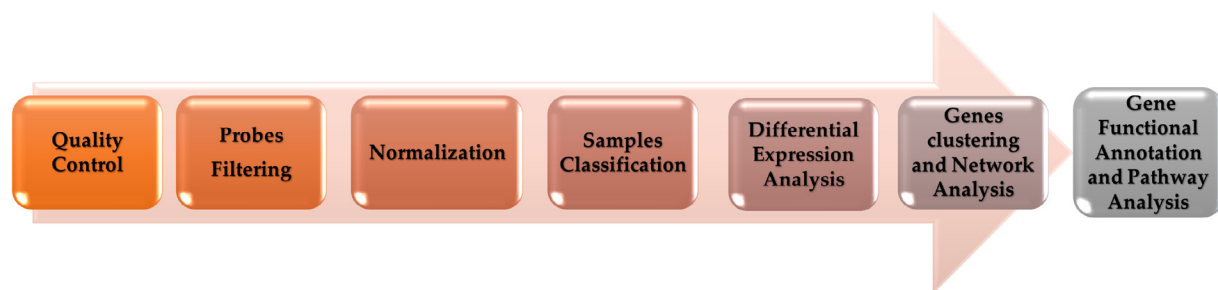 Quality
Control
Probes
Filtering
Normalization
Samples
Classification
Differential
Expression
Analysis
Genes
clustering
and Network
Analysis
Gene
Functional
Annotation
and Pathway
Analysis